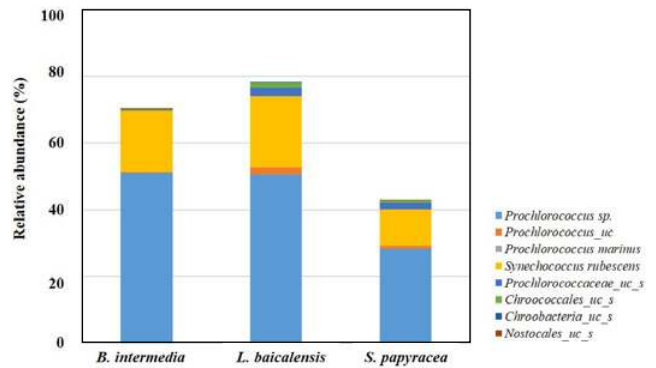 100
80
60
40
20
0
Relative abundance (%)
B. intermedia
L. baicalensis
S. papyracea
Prochlorococcus sp.
Prochlorococcus_uc
Prochlorococcus marinus
Synechococcus rubescens
Prochlorococcaceae_uc_s
Chroococcales_uc_s
Chroobacteria_uc_s
Nostocales_uc_s